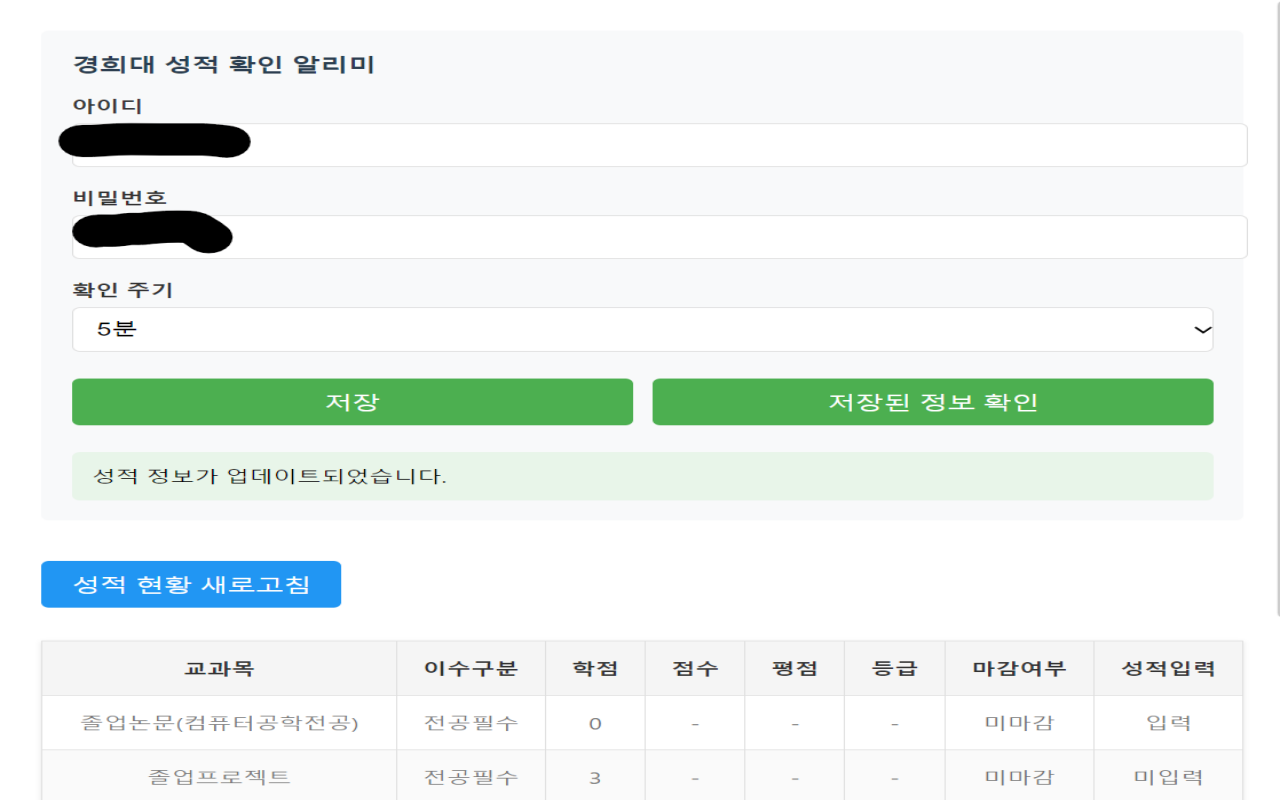 경희대 성적 확인 알리미
아이디
비밀번호
확인 주기
5분
저장 저장된 정보 확인
성적 정보가 업데이트되었습니다.
성적 현황 새로고침
교과목 이수구분 학점 점수 평점 등급 마감여부 성적입력
졸업논문(컴퓨터공학전공) 전공필수 0 - - - 미마감 입력
졸업프로젝트 전공필수 3 - - - 미마감 미입력